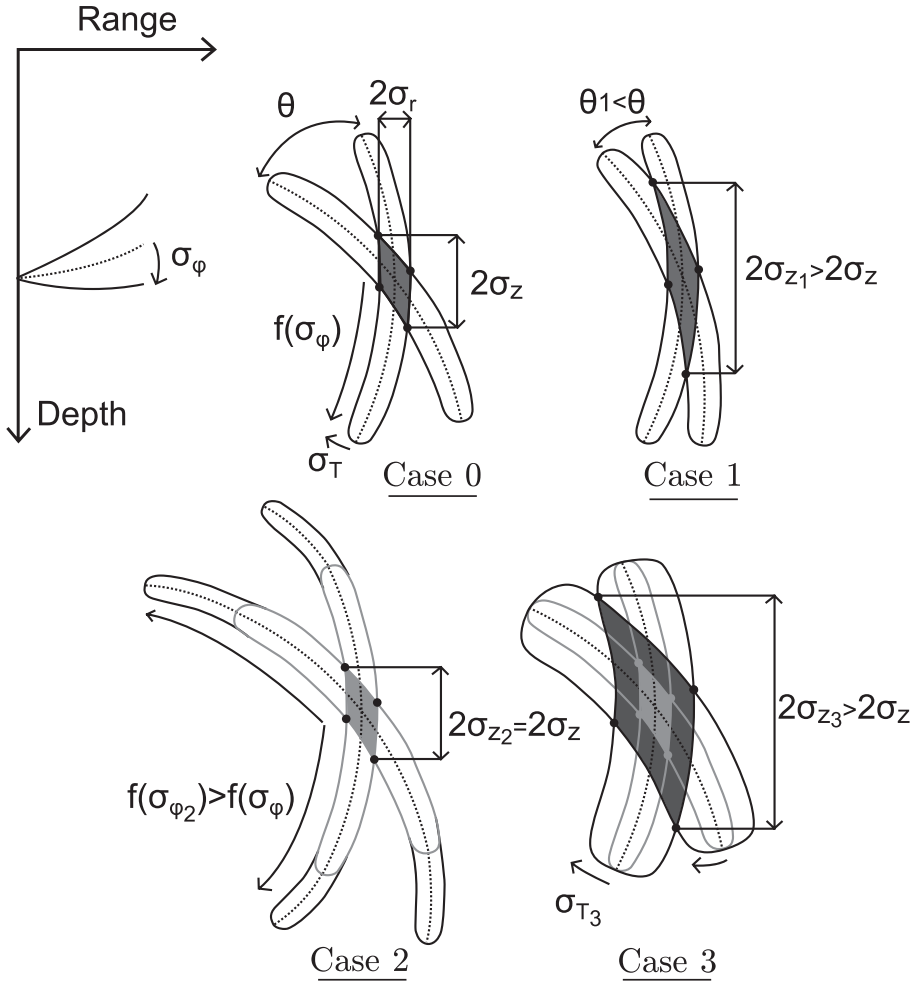 Range
θ
2σr
θ1<θ
σφ
2σz
2σz1>2σz
f(σφ)
Depth
σT
Case 0
Case 1
2σz2=2σz
2σz3>2σz
f(σφ2)>f(σφ)
σT3
Case 2
Case 3